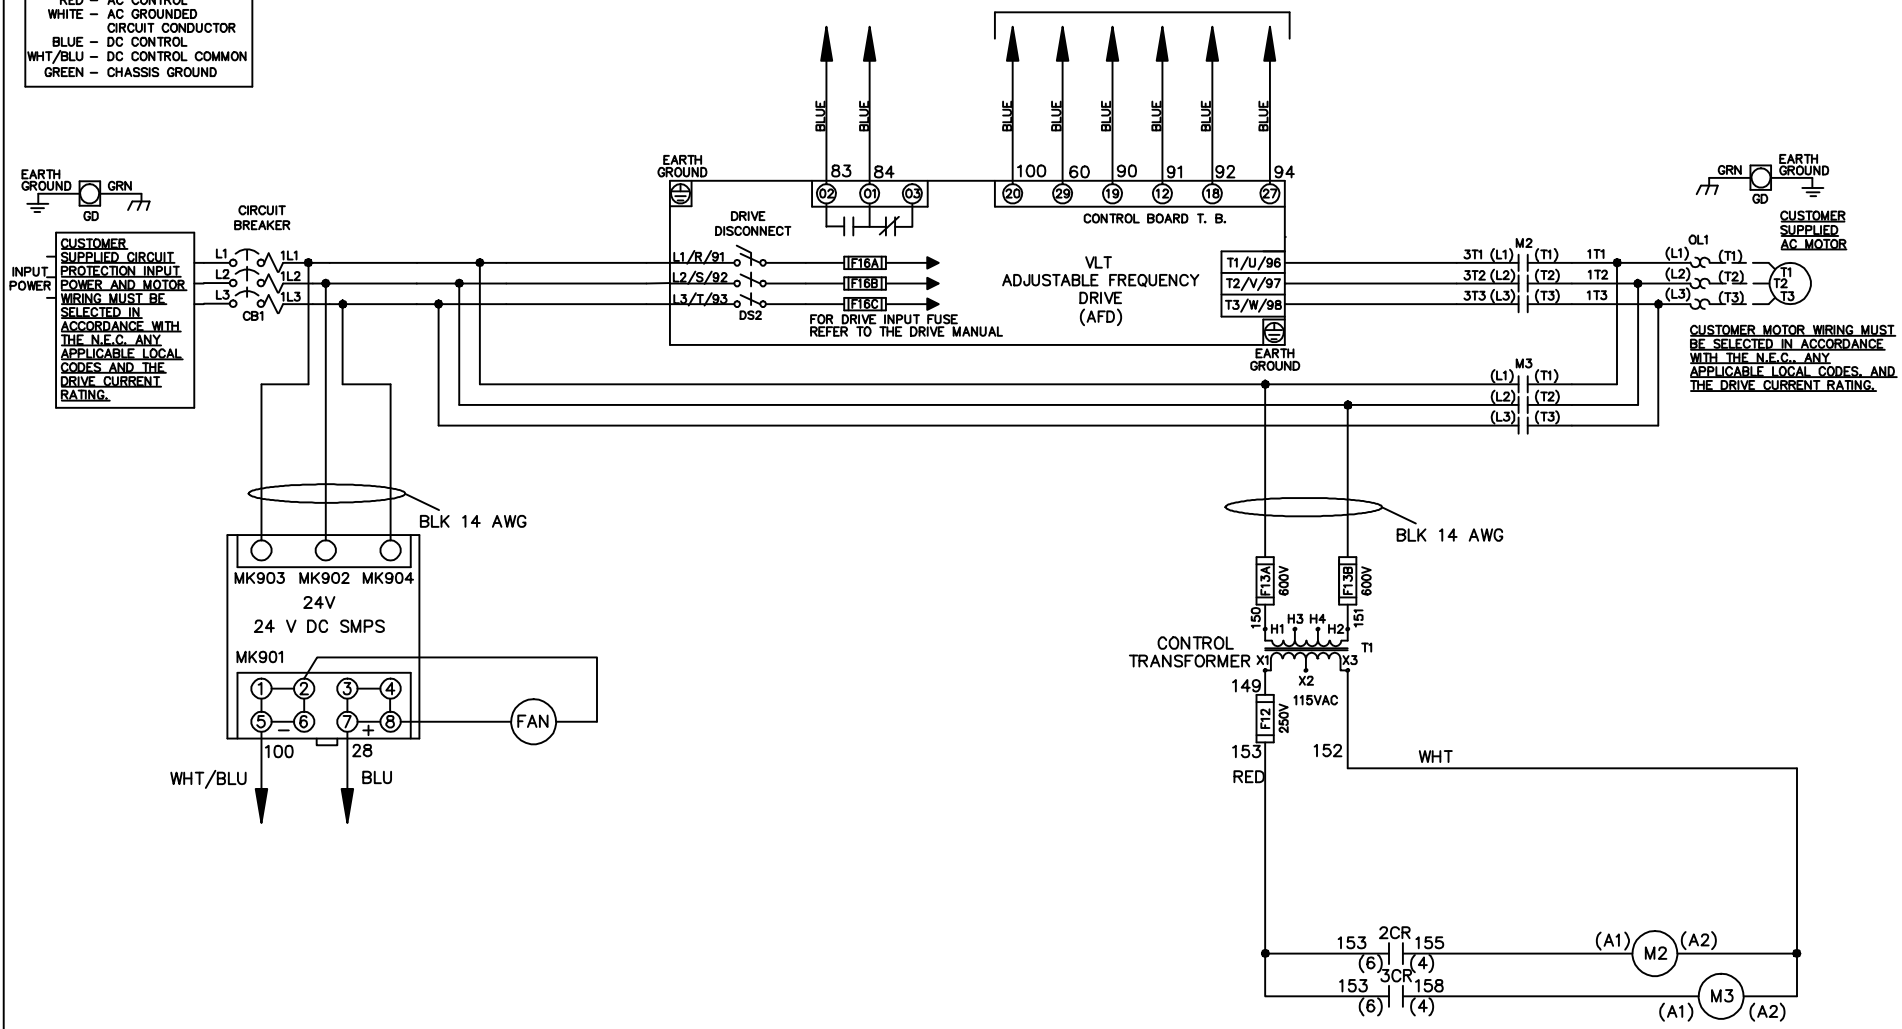 RED – AC CONTROL
WHITE – AC GROUNDED
CIRCUIT CONDUCTOR
BLUE – DC CONTROL
WHT/BLU – DC CONTROL COMMON
GREEN – CHASSIS GROUND
BLUE
BLUE
BLUE
BLUE
BLUE
BLUE
BLUE
BLUE
EARTH
GROUND
GRN
GD
CIRCUIT
BREAKER
INPUT
POWER
CUSTOMER
SUPPLIED CIRCUIT
PROTECTION INPUT
POWER AND MOTOR
WIRING MUST BE
SELECTED IN
ACCORDANCE WITH
THE N.E.C. ANY
APPLICABLE LOCAL
CODES AND THE
DRIVE CURRENT
RATING.
L1 1L1
L2 1L2
L3 1L3
CB1
EARTH
GROUND
83 84
02 01 03
100 60 90 91 92 94
20 29 19 12 18 27
CONTROL BOARD T. B.
DRIVE
DISCONNECT
L1/R/91
L2/S/92
L3/T/93
DS2
F16A
F16B
F16C
FOR DRIVE INPUT FUSE
REFER TO THE DRIVE MANUAL
VLT
ADJUSTABLE FREQUENCY
DRIVE
(AFD)
T1/U/96
T2/V/97
T3/W/98
EARTH
GROUND
M2
3T1 (L1) (T1) 1T1
3T2 (L2) (T2) 1T2
3T3 (L3) (T3) 1T3
M3
(L1) (T1)
(L2) (T2)
(L3) (T3)
OL1
(L1) (T1)
(L2) (T2)
(L3) (T3)
T1
T2
T3
GRN
EARTH
GROUND
GD
CUSTOMER
SUPPLIED
AC MOTOR
CUSTOMER MOTOR WIRING MUST
BE SELECTED IN ACCORDANCE
WITH THE N.E.C., ANY
APPLICABLE LOCAL CODES, AND
THE DRIVE CURRENT RATING.
BLK 14 AWG
MK903 MK902 MK904
24V
24 V DC SMPS
MK901
1 2 3 4
5 6 7 8
– +
FAN
100 28
WHT/BLU BLU
BLK 14 AWG
F13A
600V
F13B
600V
150
151
H1 H3 H4 H2
T1
CONTROL
TRANSFORMER
X1 X3
X2
149
115VAC
F12
250V
153 152
RED
WHT
2CR
153 155
(6) (4)
(A1) M2 (A2)
3CR
153 158
(6) (4)
(A1) M3 (A2)